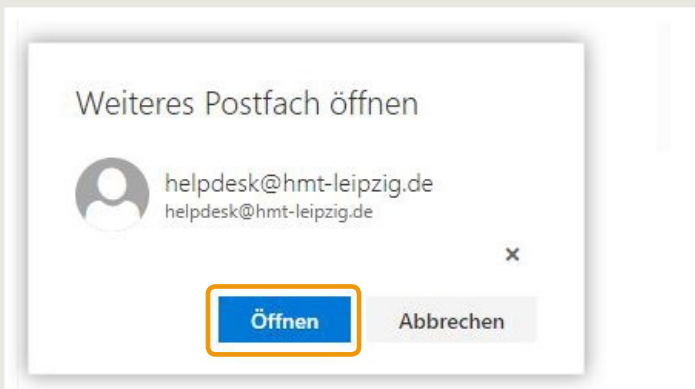 Weiteres Postfach öffnen
helpdesk@hmt-leipzig.de
helpdesk@hmt-leipzig.de
×
Öffnen Abbrechen